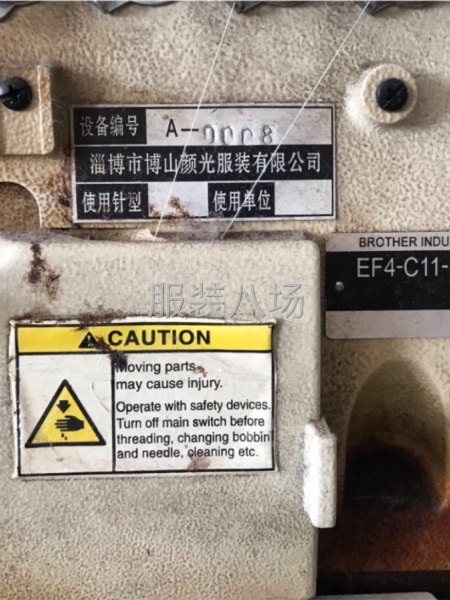 设备编号 A--0008
淄博市博山颜光服装有限公司
使用针型 使用单位
BROTHER INDU
EF4-C11-
服装八场
CAUTION
Moving parts
may cause injury.
Operate with safety devices.
Turn off main switch before
threading, changing bobbin
and needle, cleaning etc.